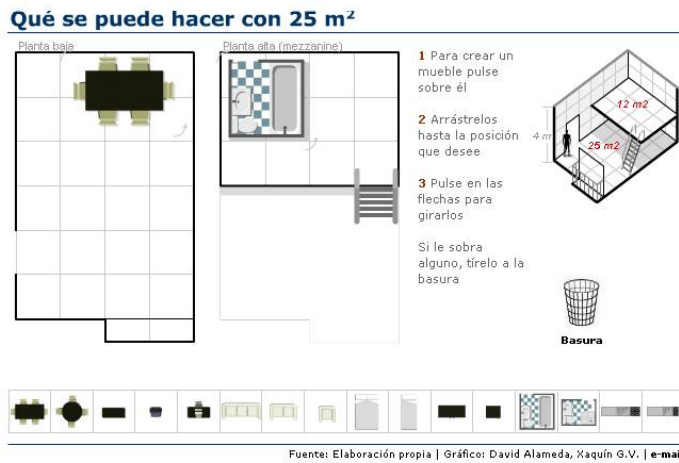 Qué se puede hacer con 25 m²
Planta baja
Planta alta (mezzanine)
1 Para crear un
mueble pulse
sobre él
2 Arrástrelos
hasta la posición
que desee
3 Pulse en las
flechas para
girarlos
Si le sobra
alguno, tírelo a la
basura
12 m2
4 m
25 m2
Basura
Fuente: Elaboración propia | Gráfico: David Alameda, Xaquín G.V. | e-mai